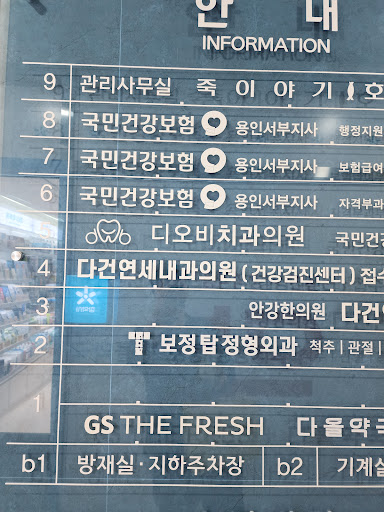 안 내
INFORMATION
9 관리사무실 죽 이 야 기 호
8 국민건강보험 용인서부지사 행정지원
7 국민건강보험 용인서부지사 보험급여
6 국민건강보험 용인서부지사 자격부과
디오비치과의원 국민건강
4 다건연세내과의원 ( 건강검진센터 ) 접수
3 안강한의원 다건연
2 보정탑정형외과 척추 | 관절 |
1
GS THE FRESH 다올약국
b1 방재실 · 지하주차장 b2 기계실